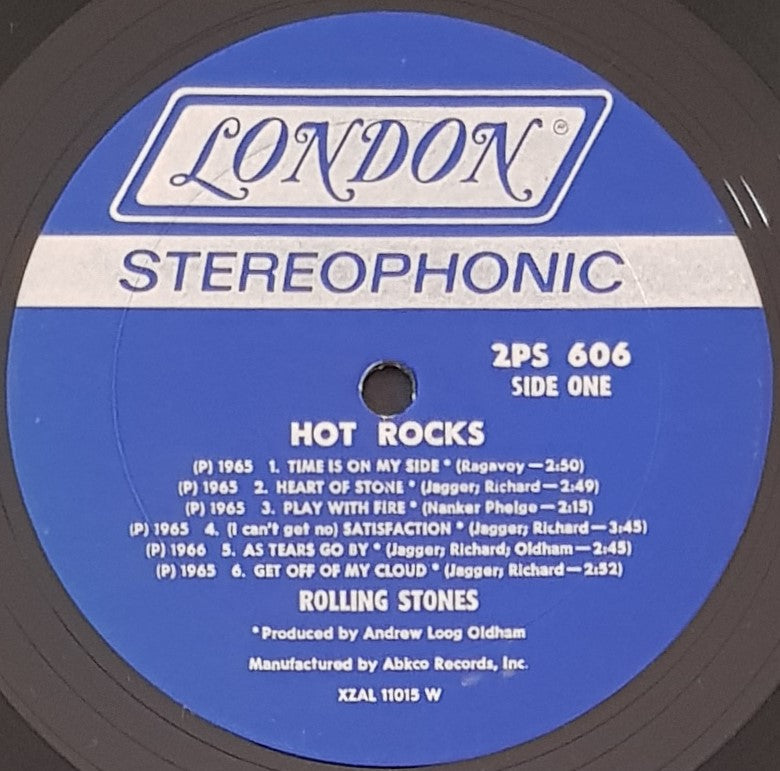 LONDON®
STEREOPHONIC
2PS 606
SIDE ONE
HOT ROCKS
(P) 1965 1. TIME IS ON MY SIDE * (Ragavoy—2:50)
(P) 1965 2. HEART OF STONE * (Jagger; Richard—2:49)
(P) 1965 3. PLAY WITH FIRE * (Nanker Phelge—2:15)
(P) 1965 4. (I can't get no) SATISFACTION * (Jagger; Richard—3:45)
(P) 1966 5. AS TEARS GO BY * (Jagger; Richard; Oldham—2:45)
(P) 1965 6. GET OFF OF MY CLOUD * (Jagger; Richard—2:52)
ROLLING STONES
*Produced by Andrew Loog Oldham
Manufactured by Abkco Records, Inc.
XZAL 11015 W